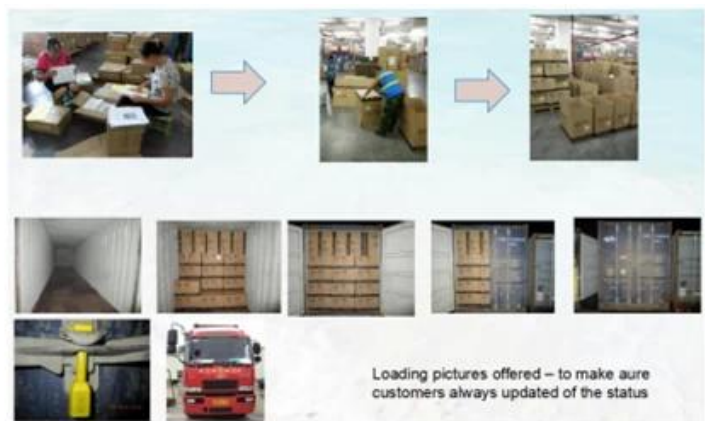 Loading pictures offered – to make aure
customers always updated of the status